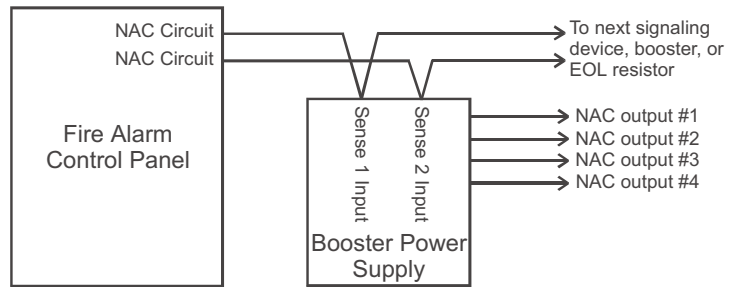 NAC Circuit
NAC Circuit
Fire Alarm
Control Panel
To next signaling
device, booster, or
EOL resistor
Sense 1 Input
Sense 2 Input
NAC output #1
NAC output #2
NAC output #3
NAC output #4
Booster Power
Supply